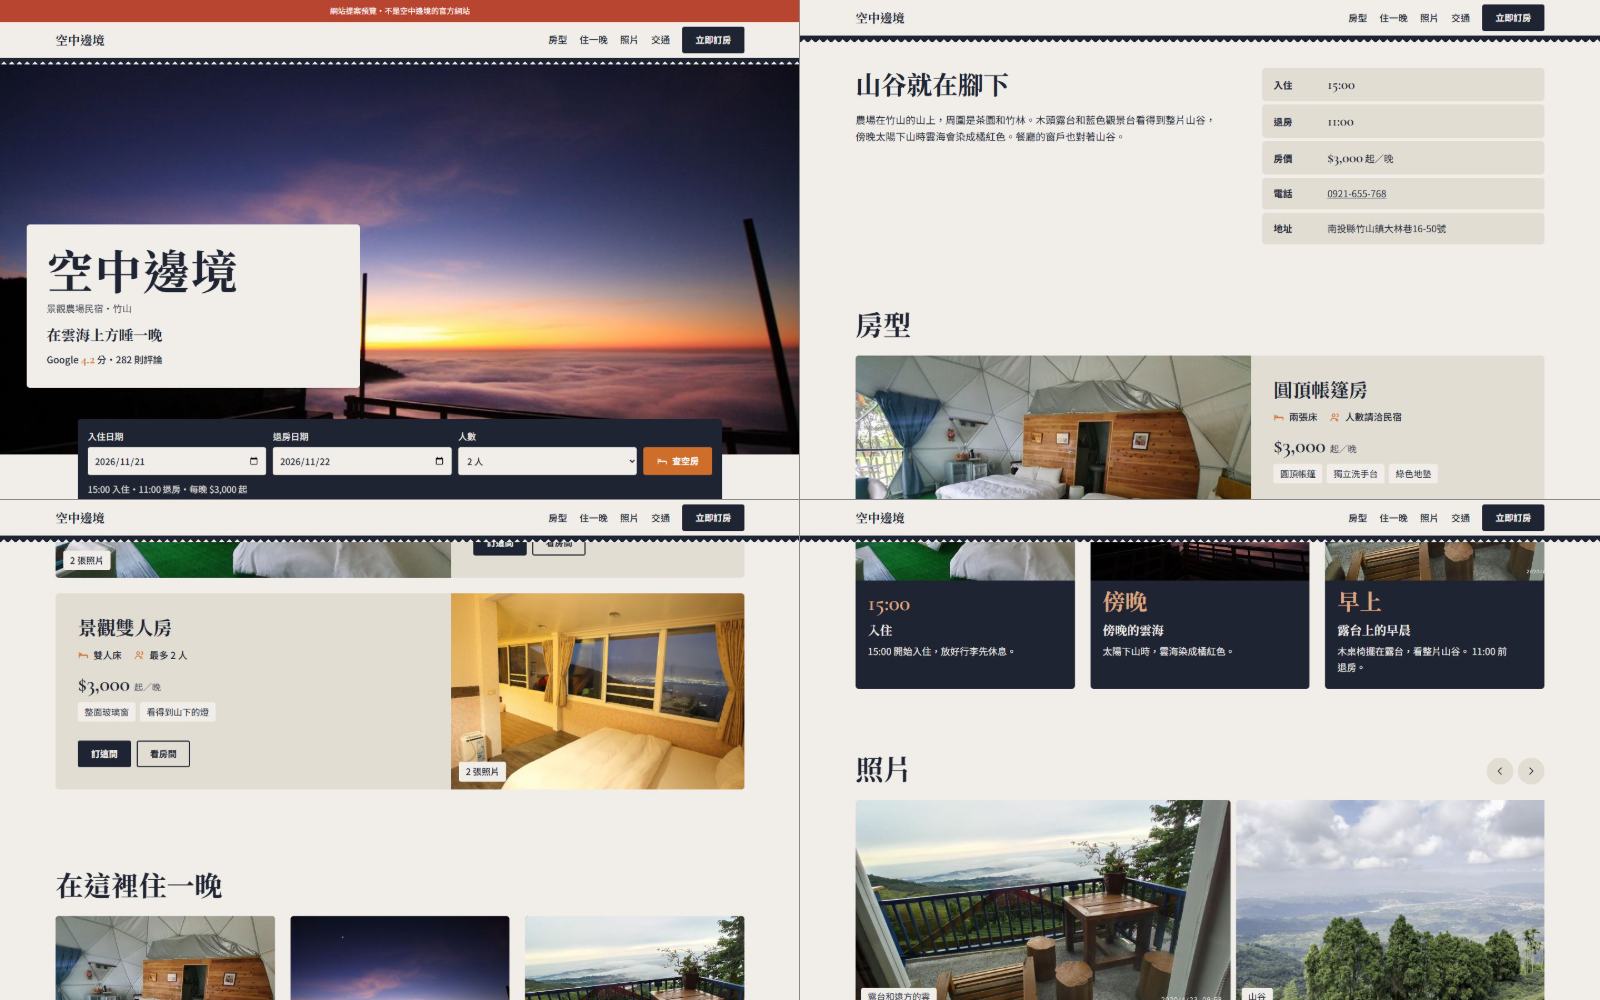 網站提案預覽・不是空中邊境的官方網站
空中邊境
房型
住一晚
照片
交通
立即訂房
空中邊境
景觀農場民宿・竹山
在雲海上方睡一晚
Google 4.2 分・282 則評論
入住日期
退房日期
人數
2026/11/21
2026/11/22
2 人
查空房
15:00 入住・11:00 退房・每晚 $3,000 起
空中邊境
房型
住一晚
照片
交通
立即訂房
山谷就在腳下
農場在竹山的山上，周圍是茶園和竹林。木頭露台和藍色觀景台看得到整片山谷，
傍晚太陽下山時雲海會染成橘紅色。餐廳的窗戶也對著山谷。
入住 15:00
退房 11:00
房價 $3,000 起／晚
電話 0921-655-768
地址 南投縣竹山鎮大林巷16-50號
房型
圓頂帳篷房
兩張床
人數請洽民宿
$3,000 起／晚
圓頂帳篷
獨立洗手台
綠色地墊
空中邊境
房型
住一晚
照片
交通
立即訂房
2 張照片
訂這間
看房間
景觀雙人房
雙人床
最多 2 人
$3,000 起／晚
整面玻璃窗
看得到山下的燈
訂這間
看房間
2 張照片
在這裡住一晚
空中邊境
房型
住一晚
照片
交通
立即訂房
15:00
入住
15:00 開始入住，放好行李先休息。
傍晚
傍晚的雲海
太陽下山時，雲海染成橘紅色。
早上
露台上的早晨
木桌椅擺在露台，看整片山谷。 11:00 前
退房。
照片
露台和遠方的雲
山谷